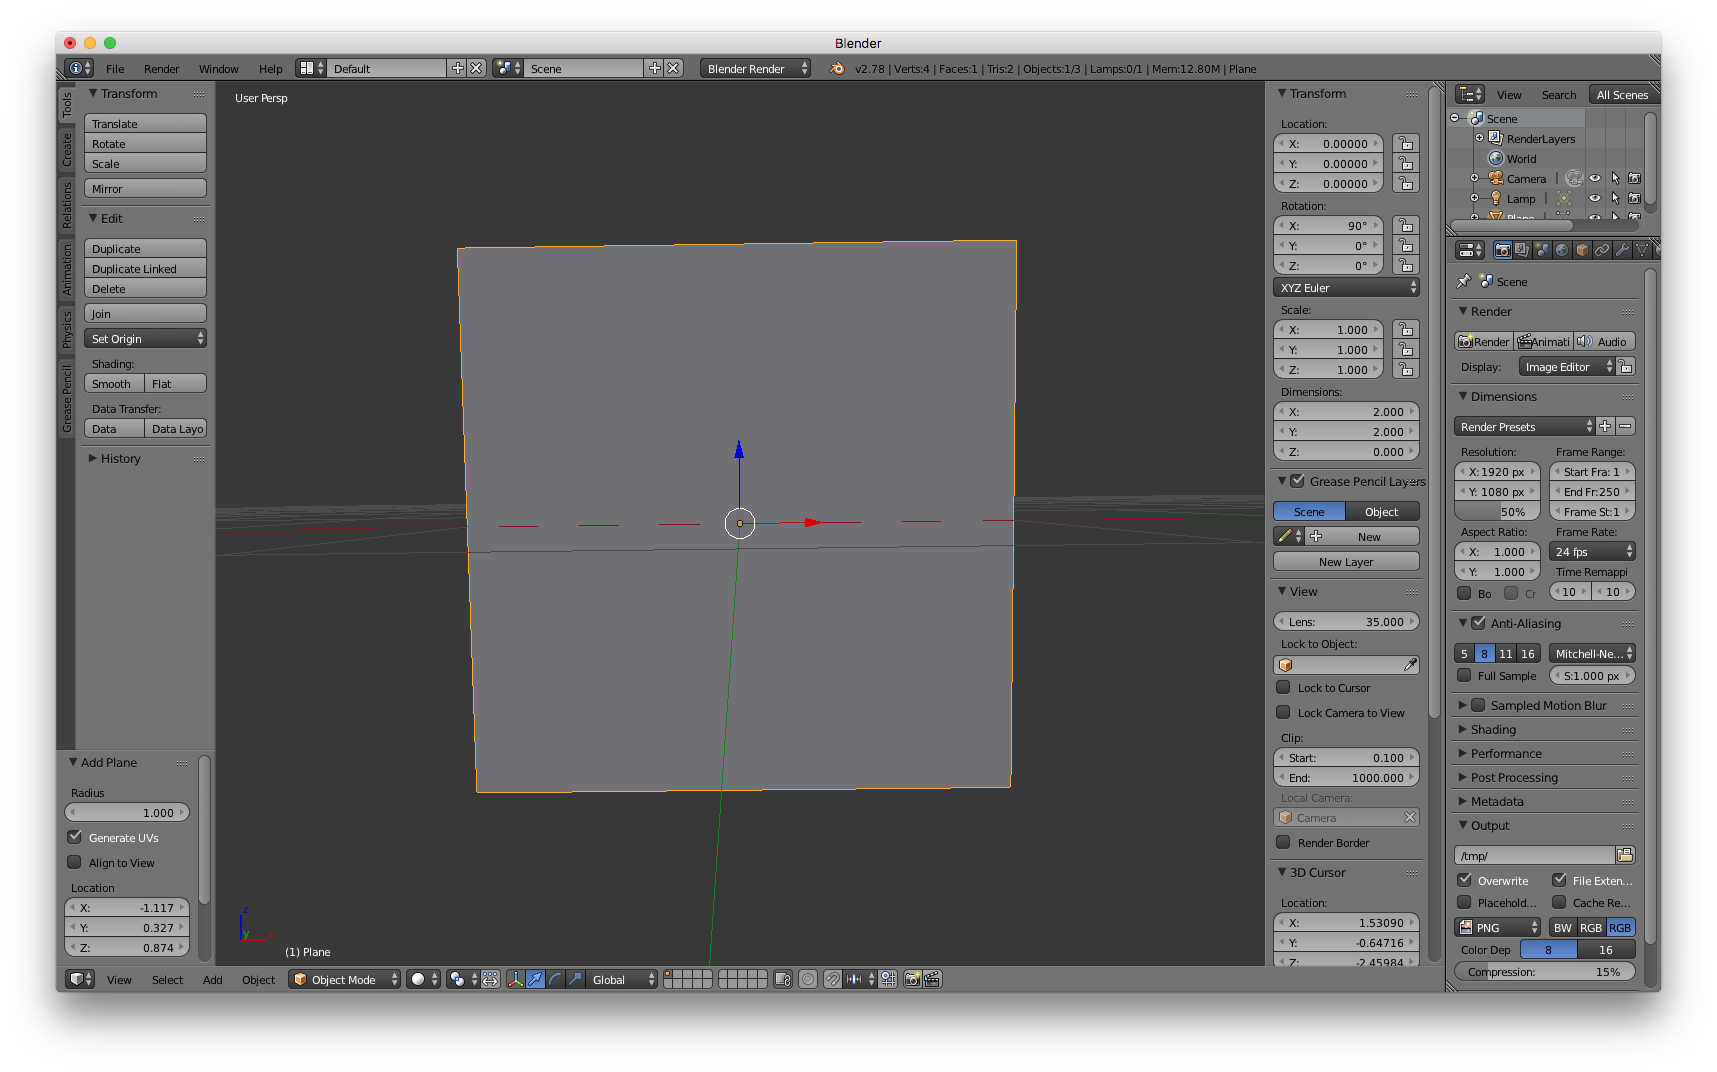 Blender
File Render Window Help Default Scene Blender Render v2.78 | Verts:4 | Faces:1 | Tris:2 | Objects:1/3 | Lamps:0/1 | Mem:12.80M | Plane
Tools
Create
Relations
Animation
Physics
Grease Pencil
Transform
Translate
Rotate
Scale
Mirror
Edit
Duplicate
Duplicate Linked
Delete
Join
Set Origin
Shading:
Smooth Flat
Data Transfer:
Data Data Layo
History
Add Plane
Radius
1.000
Generate UVs
Align to View
Location
X: -1.117
Y: 0.327
Z: 0.874
User Persp
z
y
x
(1) Plane
View Select Add Object Object Mode Global
Transform
Location:
X: 0.00000
Y: 0.00000
Z: 0.00000
Rotation:
X: 90°
Y: 0°
Z: 0°
XYZ Euler
Scale:
X: 1.000
Y: 1.000
Z: 1.000
Dimensions:
X: 2.000
Y: 2.000
Z: 0.000
Grease Pencil Layers
Scene Object
New
New Layer
View
Lens: 35.000
Lock to Object:
Lock to Cursor
Lock Camera to View
Clip:
Start: 0.100
End: 1000.000
Local Camera:
Camera
Render Border
3D Cursor
Location:
X: 1.53090
Y: -0.64716
Z: -2.45984
View Search All Scenes
Scene
RenderLayers
World
Camera
Lamp
Plane
Scene
Render
Render Animati Audio
Display: Image Editor
Dimensions
Render Presets
Resolution: Frame Range:
X: 1920 px Start Fra: 1
Y: 1080 px End Fr:250
50% Frame St:1
Aspect Ratio: Frame Rate:
X: 1.000 24 fps
Y: 1.000 Time Remappi
Bo Cr 10 10
Anti-Aliasing
5 8 11 16 Mitchell-Ne...
Full Sample S:1.000 px
Sampled Motion Blur
Shading
Performance
Post Processing
Metadata
Output
/tmp/
Overwrite File Exten...
Placehold... Cache Re...
PNG BW RGB RGB
Color Dep 8 16
Compression: 15%